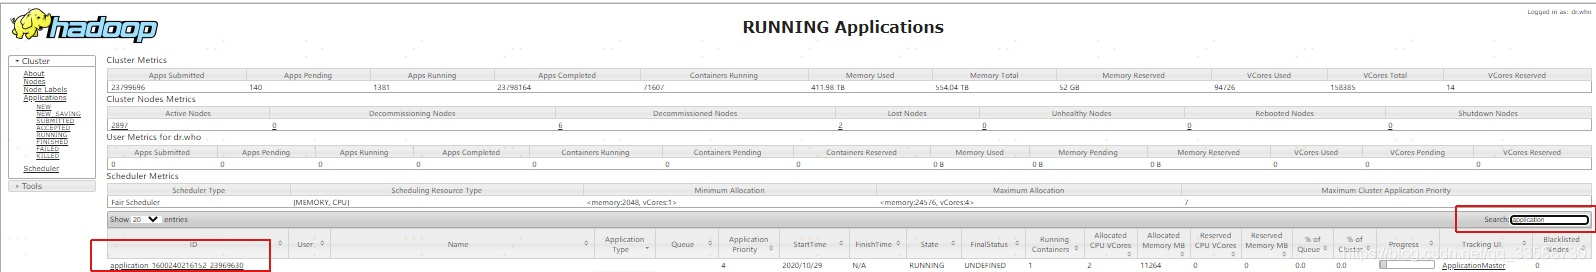 Logged in as: dr.who
hadoop
RUNNING Applications
Cluster
About
Nodes
Node Labels
Applications
NEW
NEW_SAVING
SUBMITTED
ACCEPTED
RUNNING
FINISHED
FAILED
KILLED
Scheduler
Tools
Cluster Metrics
Apps Submitted Apps Pending Apps Running Apps Completed Containers Running Memory Used Memory Total Memory Reserved VCores Used VCores Total VCores Reserved
23799696 140 1381 23798164 71607 411.98 TB 554.04 TB 52 GB 94726 158385 14
Cluster Nodes Metrics
Active Nodes Decommissioning Nodes Decommissioned Nodes Lost Nodes Unhealthy Nodes Rebooted Nodes Shutdown Nodes
2897 0 6 2 0 0 0
User Metrics for dr.who
Apps Submitted Apps Pending Apps Running Apps Completed Containers Running Containers Pending Containers Reserved Memory Used Memory Pending Memory Reserved VCores Used VCores Pending VCores Reserved
0 0 0 0 0 0 0 0 B 0 B 0 B 0 0 0
Scheduler Metrics
Scheduler Type Scheduling Resource Type Minimum Allocation Maximum Allocation Maximum Cluster Application Priority
Fair Scheduler [MEMORY, CPU] <memory:2048, vCores:1> <memory:24576, vCores:4> 7
Show 20 entries Search: application
ID User Name Application Type Queue Application Priority StartTime FinishTime State FinalStatus Running Containers Allocated CPU VCores Allocated Memory MB Reserved CPU VCores Reserved Memory MB % of Queue % of Cluster Progress Tracking UI Blacklisted Nodes
application_1600240216152_23969630 4 2020/10/29 N/A RUNNING UNDEFINED 1 2 11264 0 0 0.0 0.0 ApplicationMaster 0